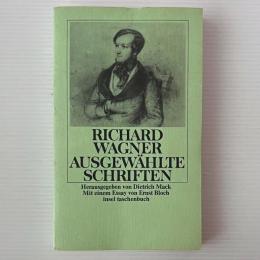 RICHARD
WAGNER
AUSGEWÄHLTE
SCHRIFTEN
Herausgegeben von Dietrich Mack
Mit einem Essay von Ernst Bloch
insel taschenbuch